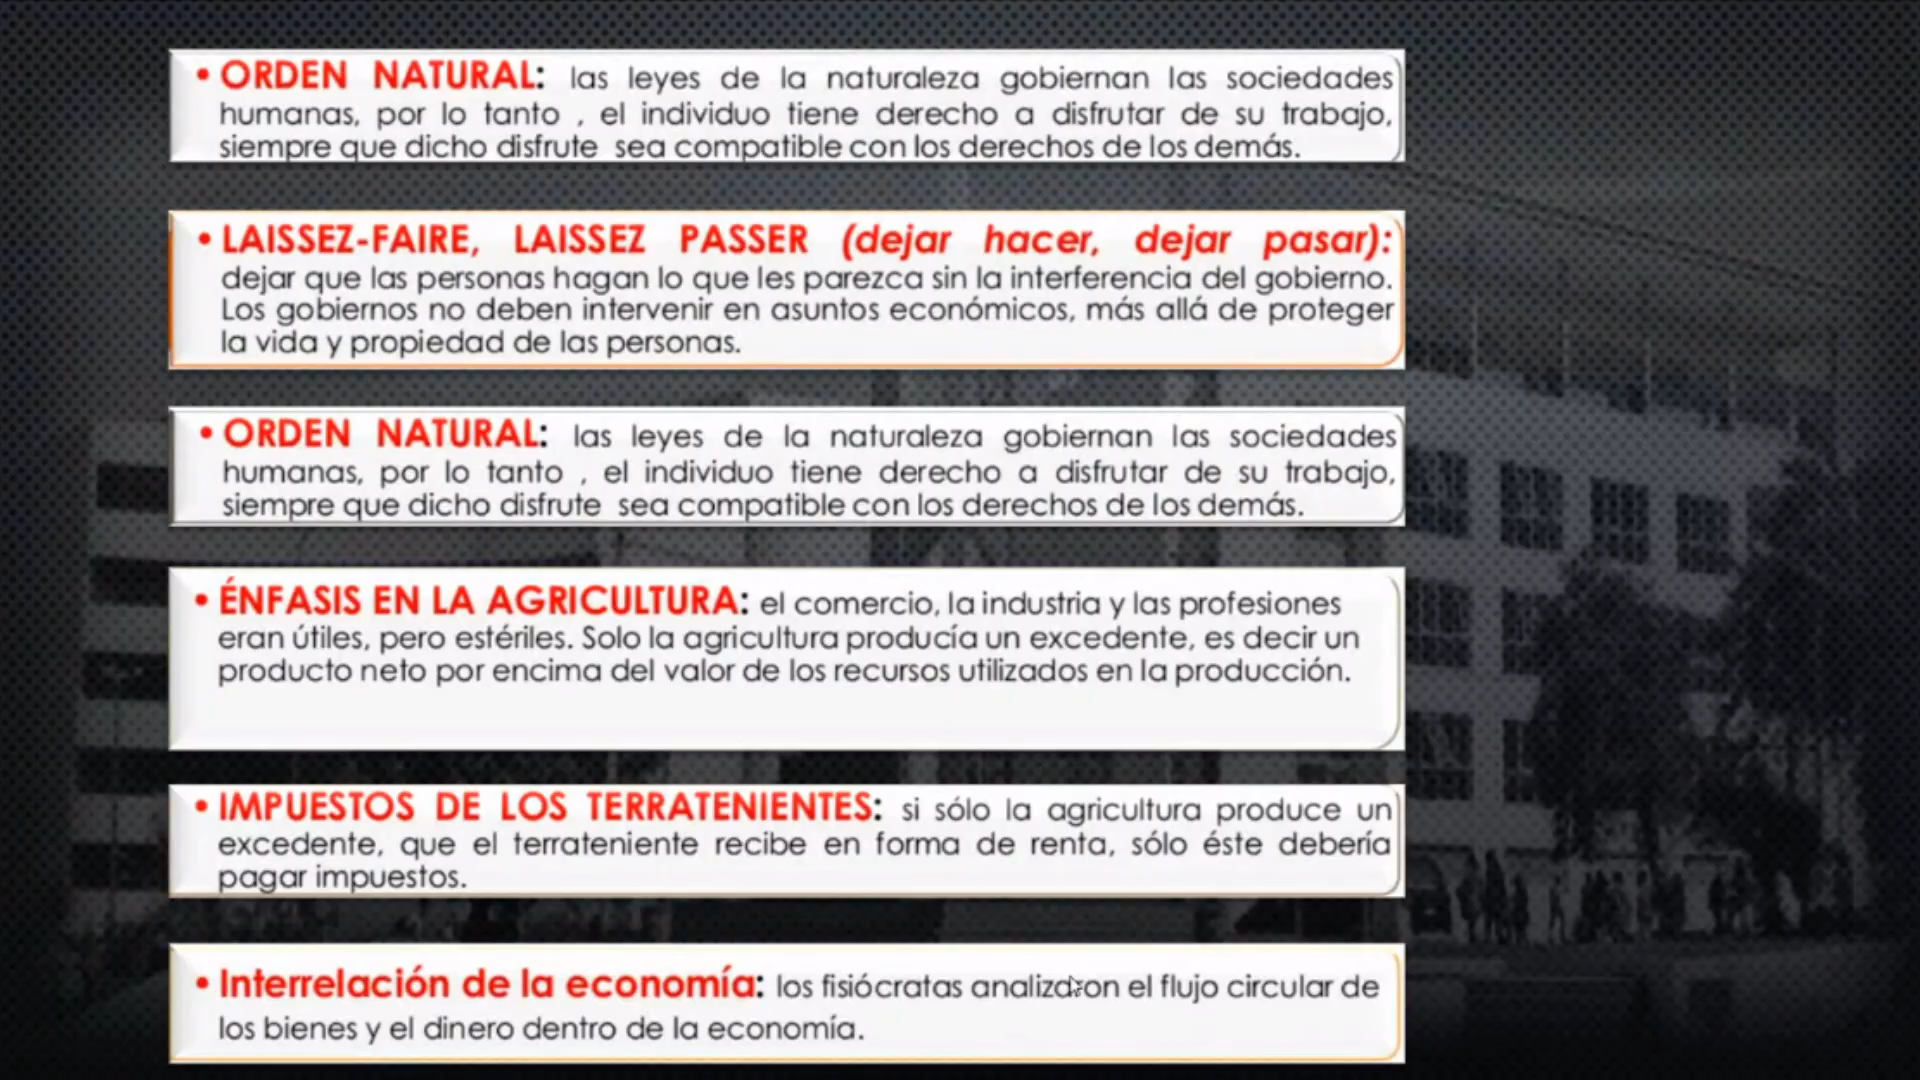 • ORDEN NATURAL: las leyes de la naturaleza gobiernan las sociedades
humanas, por lo tanto , el individuo tiene derecho a disfrutar de su trabajo,
siempre que dicho disfrute sea compatible con los derechos de los demás.
• LAISSEZ-FAIRE, LAISSEZ PASSER (dejar hacer, dejar pasar):
dejar que las personas hagan lo que les parezca sin la interferencia del gobierno.
Los gobiernos no deben intervenir en asuntos económicos, más allá de proteger
la vida y propiedad de las personas.
• ORDEN NATURAL: las leyes de la naturaleza gobiernan las sociedades
humanas, por lo tanto , el individuo tiene derecho a disfrutar de su trabajo,
siempre que dicho disfrute sea compatible con los derechos de los demás.
• ÉNFASIS EN LA AGRICULTURA: el comercio, la industria y las profesiones
eran útiles, pero estériles. Solo la agricultura producía un excedente, es decir un
producto neto por encima del valor de los recursos utilizados en la producción.
• IMPUESTOS DE LOS TERRATENIENTES: si sólo la agricultura produce un
excedente, que el terrateniente recibe en forma de renta, sólo éste debería
pagar impuestos.
• Interrelación de la economía: los fisiócratas analizaron el flujo circular de
los bienes y el dinero dentro de la economía.